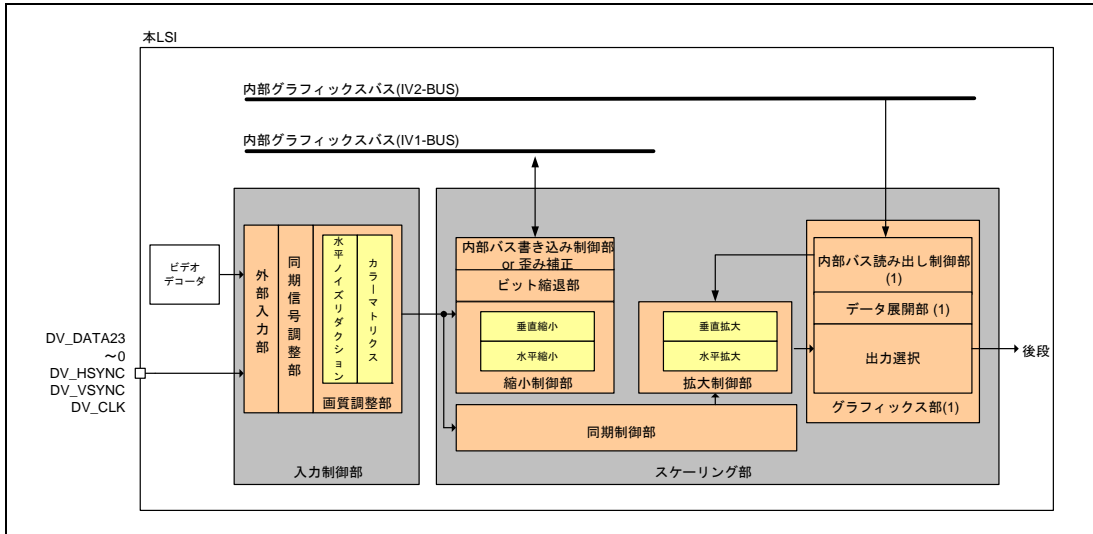 本LSI
内部グラフィックスバス(IV2-BUS)
内部グラフィックスバス(IV1-BUS)
ビデオ
デコーダ
DV_DATA23
～0
DV_HSYNC
DV_VSYNC
DV_CLK
外部入力部
同期信号調整部
水平ノイズリダクション
カラーマトリクス
画質調整部
入力制御部
内部バス書き込み制御部
or 歪み補正
ビット縮退部
垂直縮小
水平縮小
縮小制御部
垂直拡大
水平拡大
拡大制御部
同期制御部
内部バス読み出し制御部
(1)
データ展開部 (1)
出力選択
グラフィックス部(1)
スケーリング部
後段